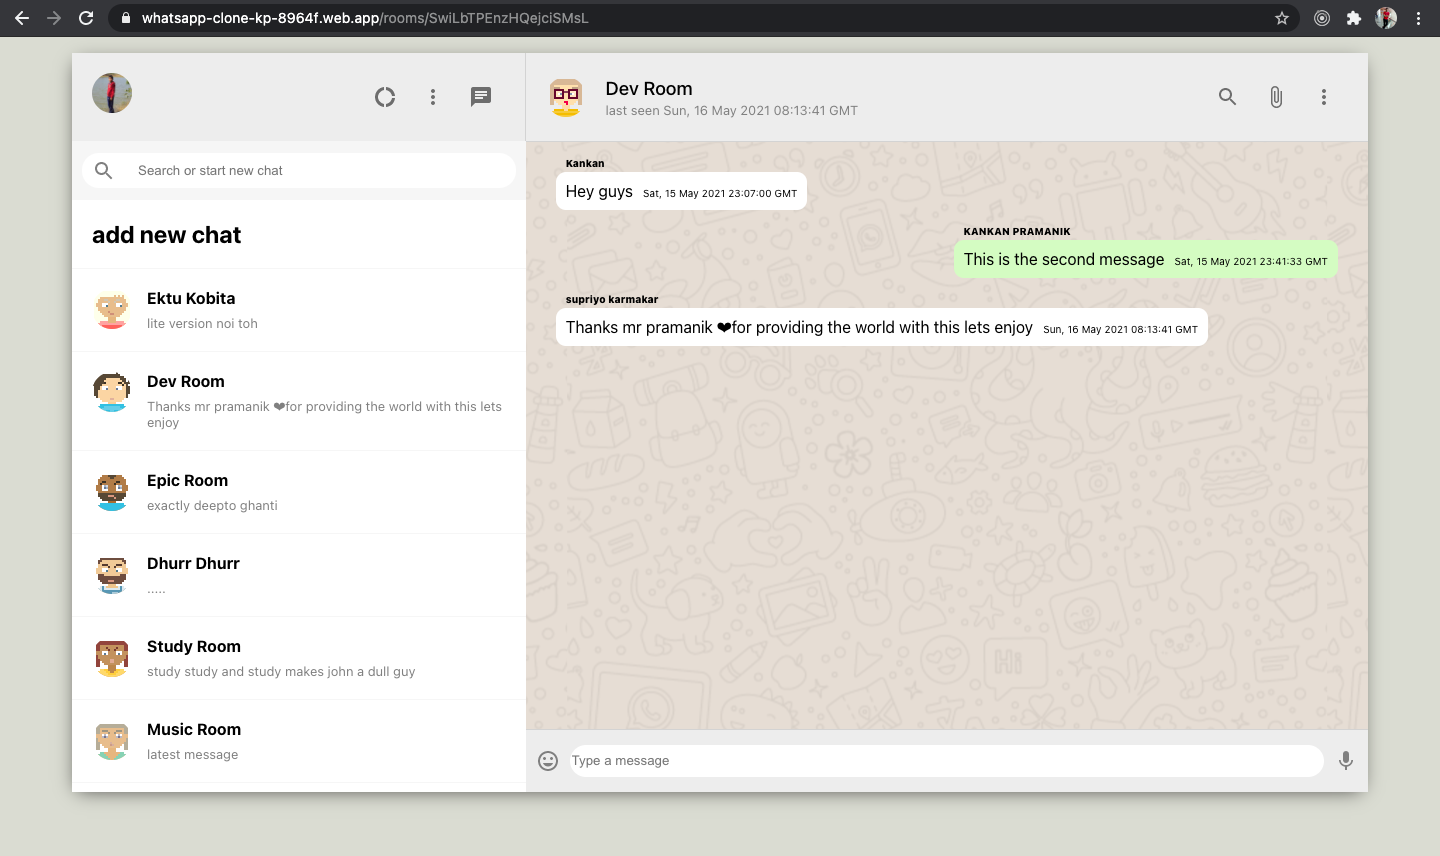 whatsapp-clone-kp-8964f.web.app/rooms/SwiLbTPEnzHQejciSMsL
Search or start new chat
add new chat
Ektu Kobita
lite version noi toh
Dev Room
Thanks mr pramanik ❤for providing the world with this lets
enjoy
Epic Room
exactly deepto ghanti
Dhurr Dhurr
.....
Study Room
study study and study makes john a dull guy
Music Room
latest message
Dev Room
last seen Sun, 16 May 2021 08:13:41 GMT
Kankan
Hey guys Sat, 15 May 2021 23:07:00 GMT
KANKAN PRAMANIK
This is the second message Sat, 15 May 2021 23:41:33 GMT
supriyo karmakar
Thanks mr pramanik ❤for providing the world with this lets enjoy Sun, 16 May 2021 08:13:41 GMT
Hi
Type a message